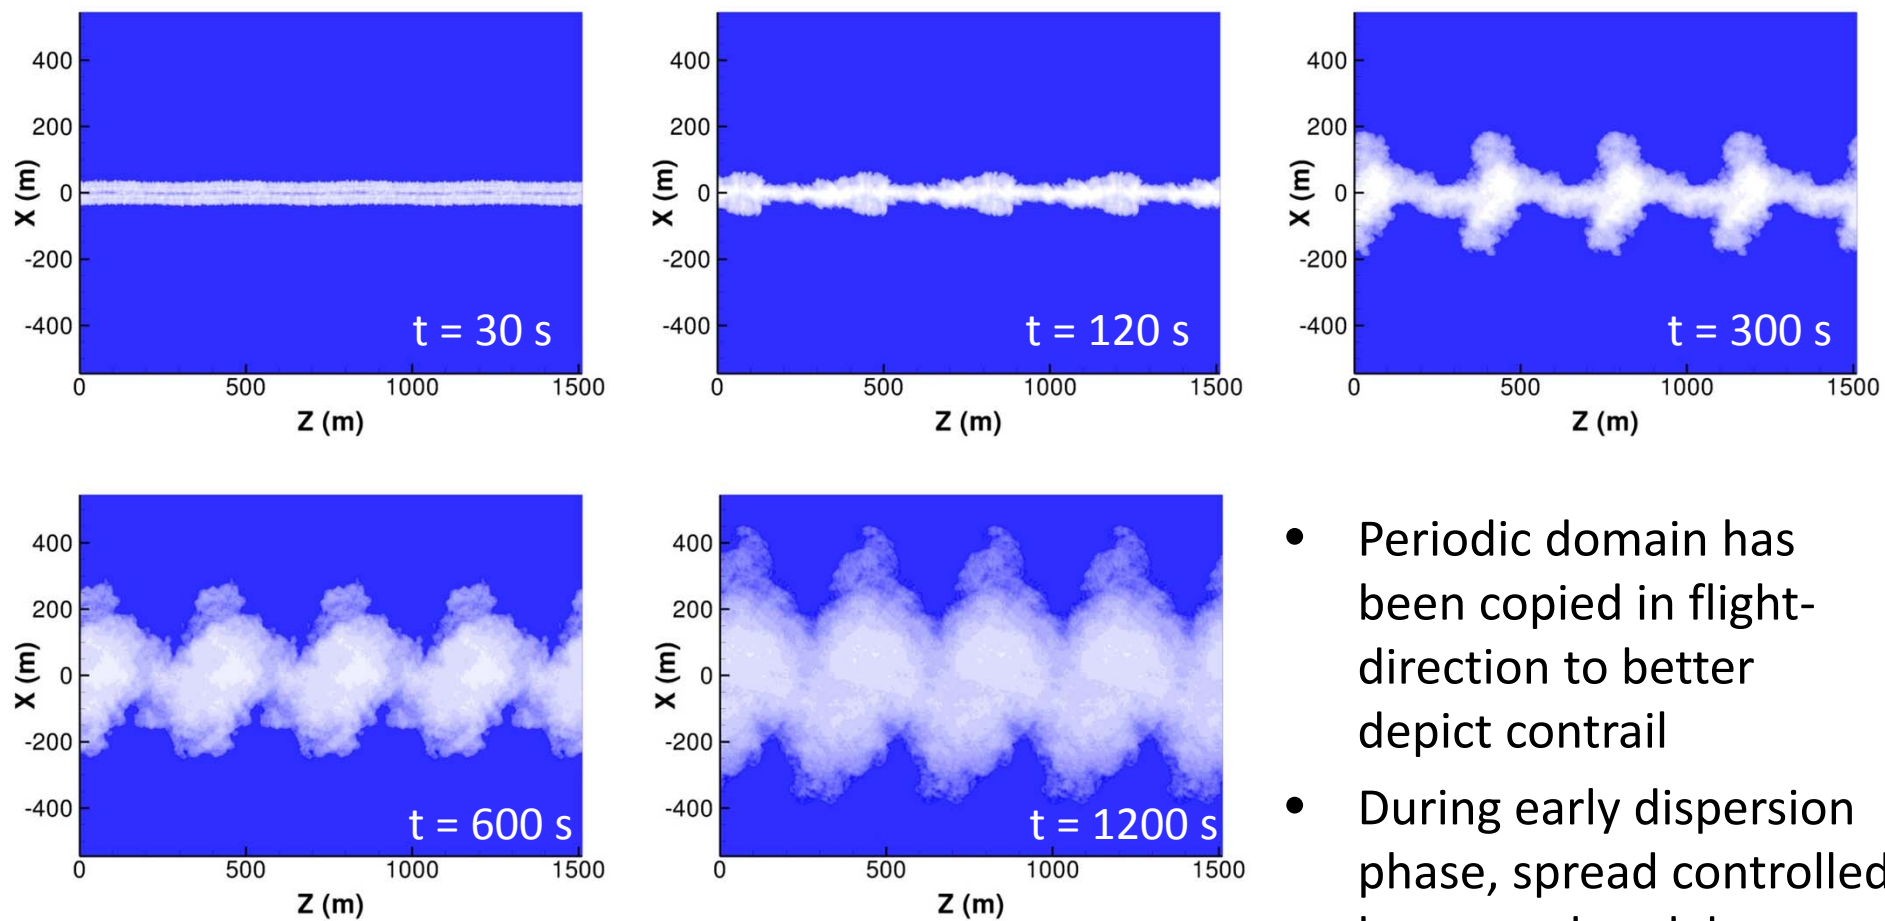 400
200
0
-200
-400
X (m)
0 500 1000 1500
Z (m)
t = 30 s
400
200
0
-200
-400
X (m)
0 500 1000 1500
Z (m)
t = 120 s
400
200
0
-200
-400
X (m)
0 500 1000 1500
Z (m)
t = 300 s
400
200
0
-200
-400
X (m)
0 500 1000 1500
Z (m)
t = 600 s
400
200
0
-200
-400
X (m)
0 500 1000 1500
Z (m)
t = 1200 s
• Periodic domain has
been copied in flight-
direction to better
depict contrail
• During early dispersion
phase, spread controlled